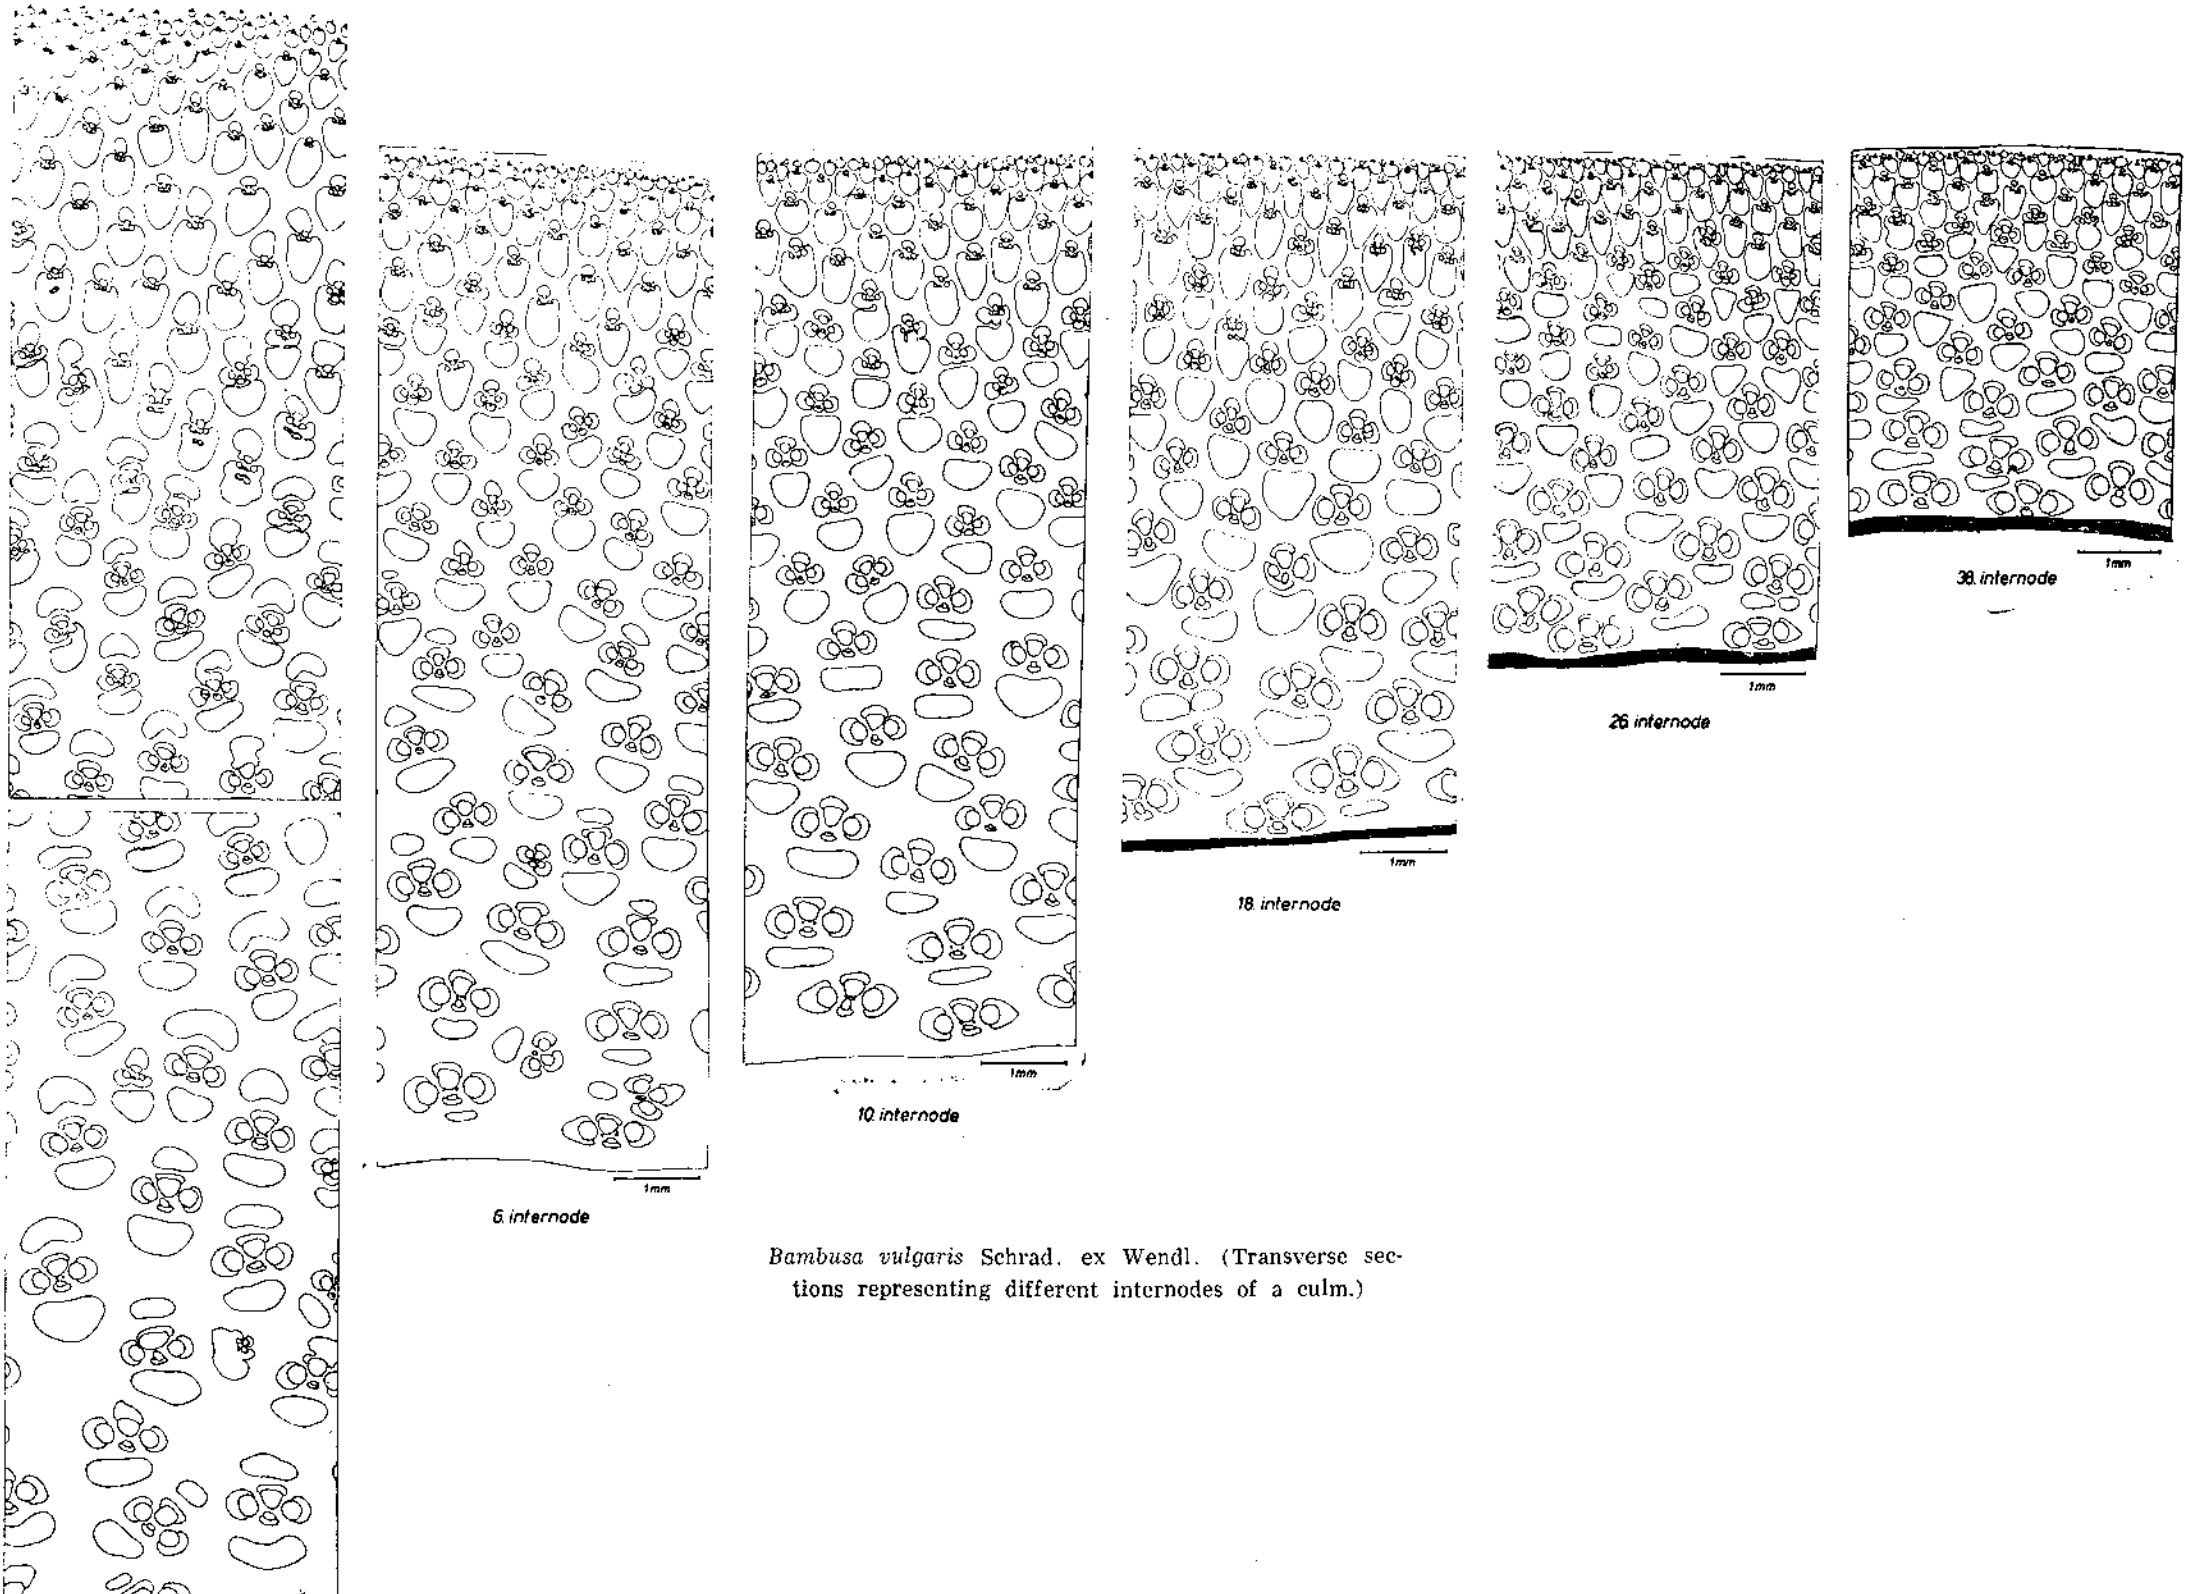 1mm
38. internode
1mm
26. internode
1mm
18. internode
1mm
10. internode
1mm
6. internode
Bambusa vulgaris Schrad. ex Wendl. (Transverse sec-
tions representing different internodes of a culm.)